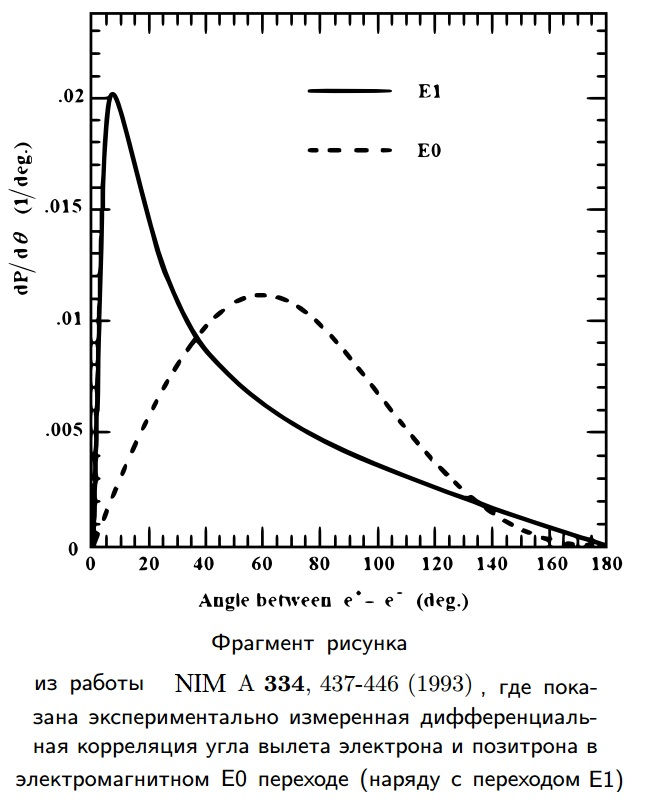 E1
E0
.02
.015
.01
.005
0
dP/dθ (1/deg.)
0 20 40 60 80 100 120 140 160 180
Angle between e⁺– e⁻ (deg.)
Фрагмент рисунка
из работы NIM A 334, 437-446 (1993) , где пока-
зана экспериментально измеренная дифференциаль-
ная корреляция угла вылета электрона и позитрона в
электромагнитном E0 переходе (наряду с переходом E1)